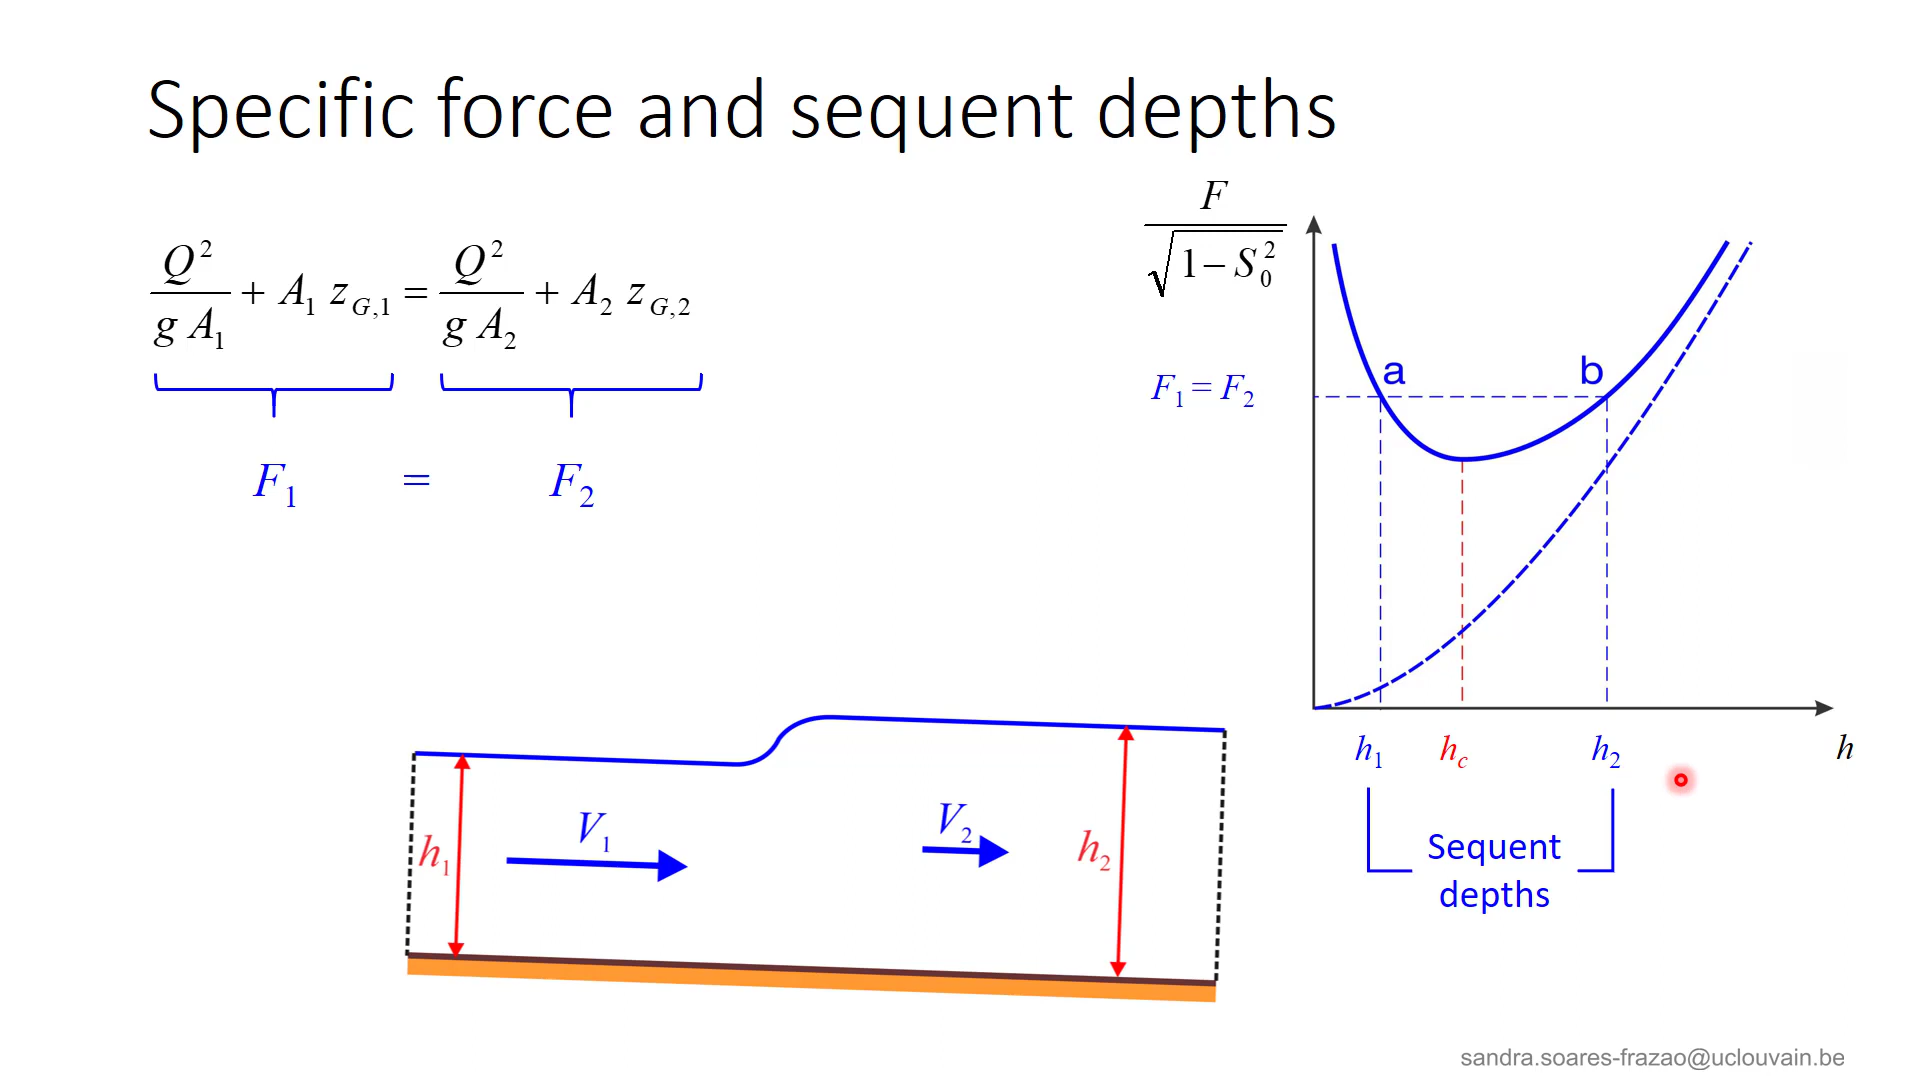 Specific force and sequent depths
Q² / (g A₁) + A₁ z_G,1 = Q² / (g A₂) + A₂ z_G,2
F₁ = F₂
F / √(1 − S₀²)
F₁ = F₂
a b
h₁ h_c h₂ h
Sequent
depths
V₁ V₂
h₁ h₂
sandra.soares-frazao@uclouvain.be